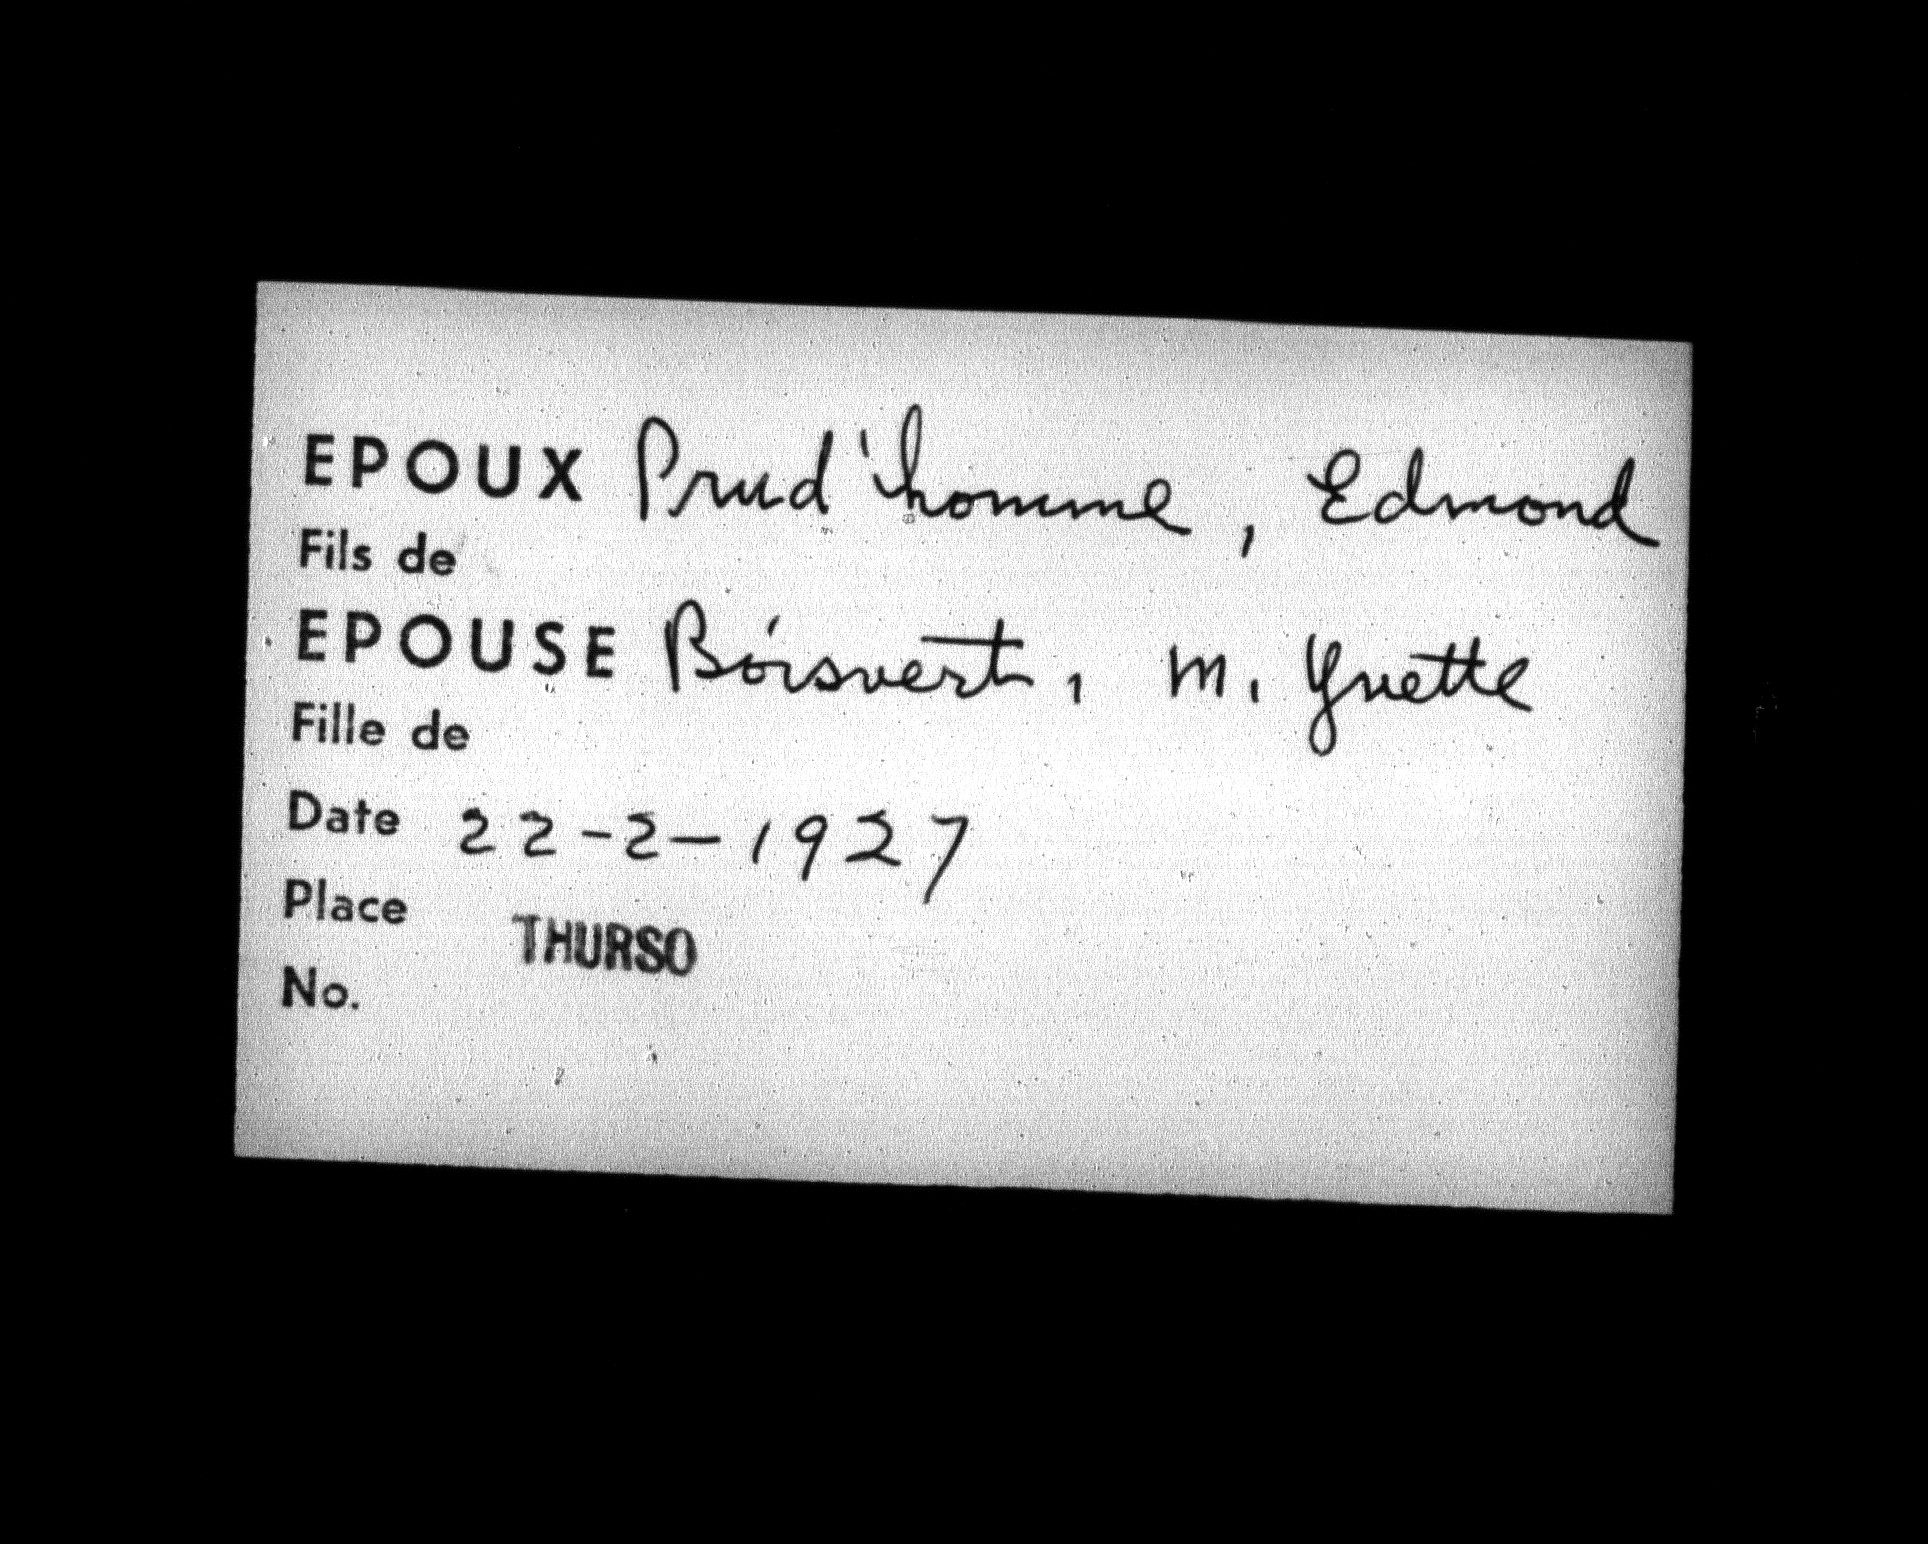 EPOUX Prud'homme, Edmond
Fils de
EPOUSE Boisvert, M. Yvette
Fille de
Date 22-2-1927
Place THURSO
No.